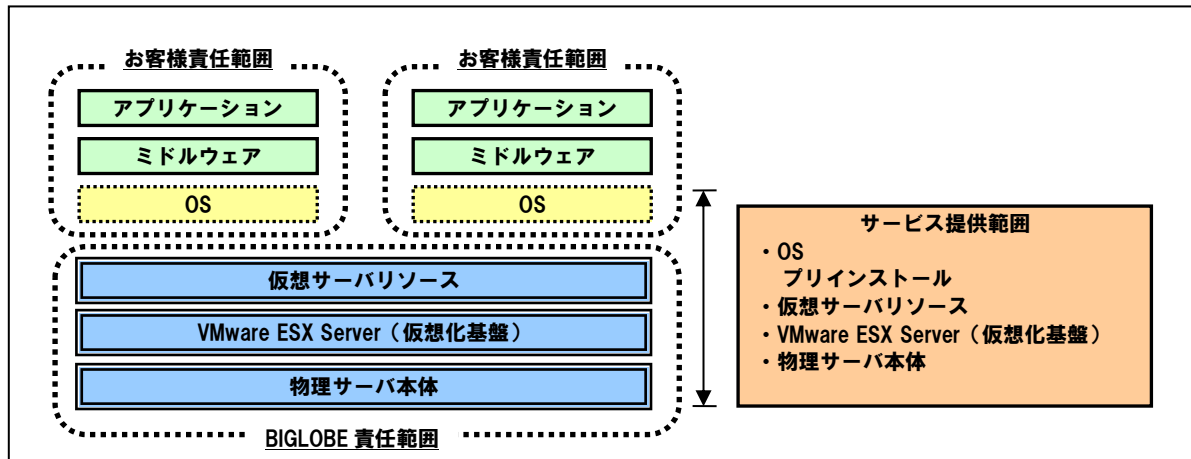 お客様責任範囲
アプリケーション
ミドルウェア
OS
お客様責任範囲
アプリケーション
ミドルウェア
OS
仮想サーバリソース
VMware ESX Server（仮想化基盤）
物理サーバ本体
BIGLOBE 責任範囲
サービス提供範囲
・OS
プリインストール
・仮想サーバリソース
・VMware ESX Server（仮想化基盤）
・物理サーバ本体